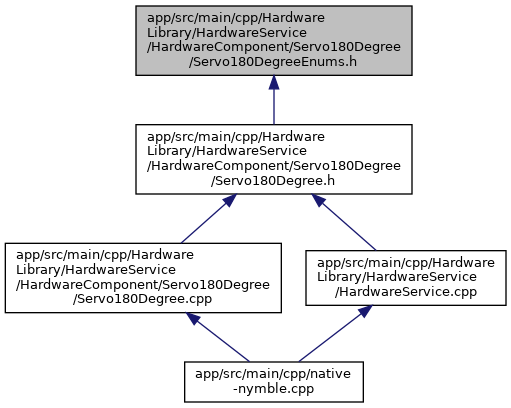 app/src/main/cpp/Hardware
Library/HardwareService
/HardwareComponent/Servo180Degree
/Servo180DegreeEnums.h
app/src/main/cpp/Hardware
Library/HardwareService
/HardwareComponent/Servo180Degree
/Servo180Degree.h
app/src/main/cpp/Hardware
Library/HardwareService
/HardwareComponent/Servo180Degree
/Servo180Degree.cpp
app/src/main/cpp/Hardware
Library/HardwareService
/HardwareService.cpp
app/src/main/cpp/native
-nymble.cpp